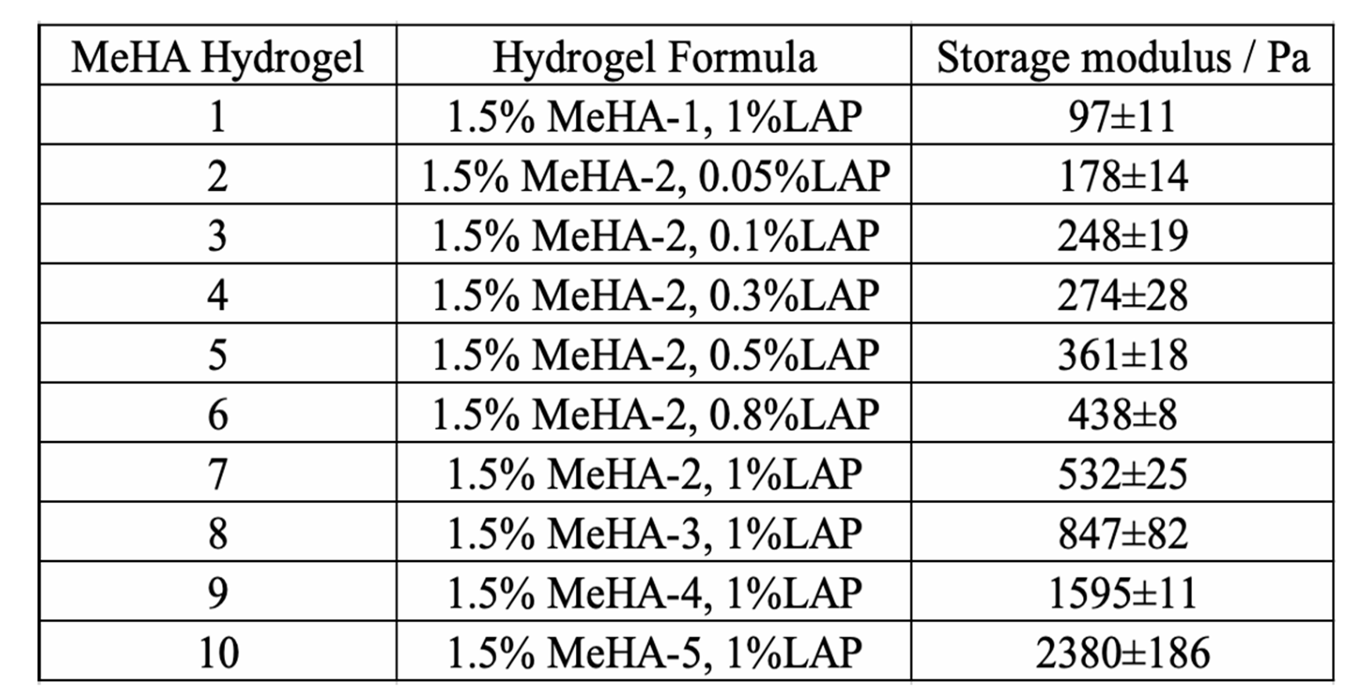 MeHA Hydrogel Hydrogel Formula Storage modulus / Pa
1 1.5% MeHA-1, 1%LAP 97±11
2 1.5% MeHA-2, 0.05%LAP 178±14
3 1.5% MeHA-2, 0.1%LAP 248±19
4 1.5% MeHA-2, 0.3%LAP 274±28
5 1.5% MeHA-2, 0.5%LAP 361±18
6 1.5% MeHA-2, 0.8%LAP 438±8
7 1.5% MeHA-2, 1%LAP 532±25
8 1.5% MeHA-3, 1%LAP 847±82
9 1.5% MeHA-4, 1%LAP 1595±11
10 1.5% MeHA-5, 1%LAP 2380±186